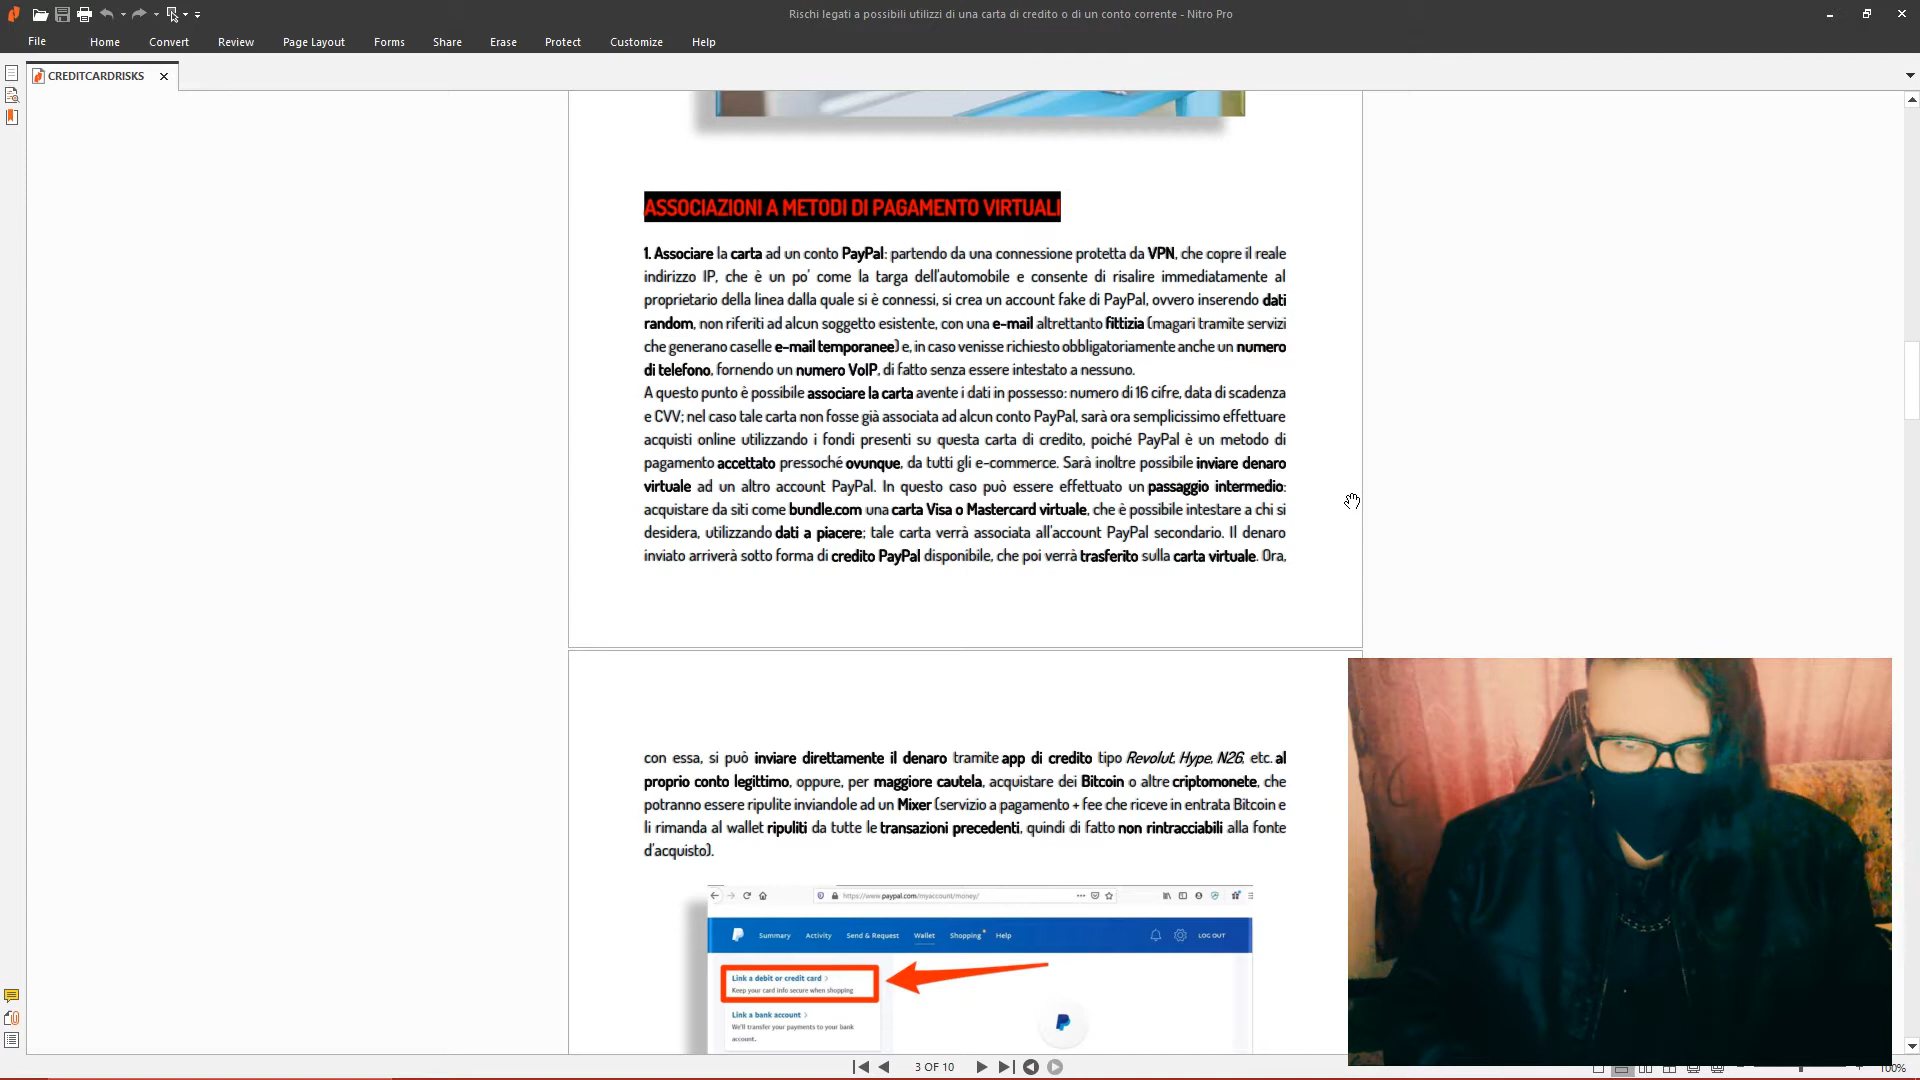 Rischi legati a possibili utilizzi di una carta di credito o di un conto corrente - Nitro Pro
File Home Convert Review Page Layout Forms Share Erase Protect Customize Help
CREDITCARDRISKS
ASSOCIAZIONI A METODI DI PAGAMENTO VIRTUALI
1. Associare la carta ad un conto PayPal: partendo da una connessione protetta da VPN, che copre il reale
indirizzo IP, che è un po' come la targa dell'automobile e consente di risalire immediatamente al
proprietario della linea dalla quale si è connessi, si crea un account fake di PayPal, ovvero inserendo dati
random, non riferiti ad alcun soggetto esistente, con una e-mail altrettanto fittizia (magari tramite servizi
che generano caselle e-mail temporanee) e, in caso venisse richiesto obbligatoriamente anche un numero
di telefono, fornendo un numero VoIP, di fatto senza essere intestato a nessuno.
A questo punto è possibile associare la carta avente i dati in possesso: numero di 16 cifre, data di scadenza
e CVV; nel caso tale carta non fosse già associata ad alcun conto PayPal, sarà ora semplicissimo effettuare
acquisti online utilizzando i fondi presenti su questa carta di credito, poiché PayPal è un metodo di
pagamento accettato pressoché ovunque, da tutti gli e-commerce. Sarà inoltre possibile inviare denaro
virtuale ad un altro account PayPal. In questo caso può essere effettuato un passaggio intermedio:
acquistare da siti come bundle.com una carta Visa o Mastercard virtuale, che è possibile intestare a chi si
desidera, utilizzando dati a piacere; tale carta verrà associata all'account PayPal secondario. Il denaro
inviato arriverà sotto forma di credito PayPal disponibile, che poi verrà trasferito sulla carta virtuale. Ora,
con essa, si può inviare direttamente il denaro tramite app di credito tipo Revolut, Hype, N26, etc. al
proprio conto legittimo, oppure, per maggiore cautela, acquistare dei Bitcoin o altre criptomonete, che
potranno essere ripulite inviandole ad un Mixer (servizio a pagamento + fee che riceve in entrata Bitcoin e
li rimanda al wallet ripuliti da tutte le transazioni precedenti, quindi di fatto non rintracciabili alla fonte
d'acquisto).
https://www.paypal.com/myaccount/money/
Summary Activity Send & Request Wallet Shopping Help LOG OUT
Link a debit or credit card >
Keep your card info secure when shopping
Link a bank account >
We'll transfer your payments to your bank
account.
3 OF 10
100%